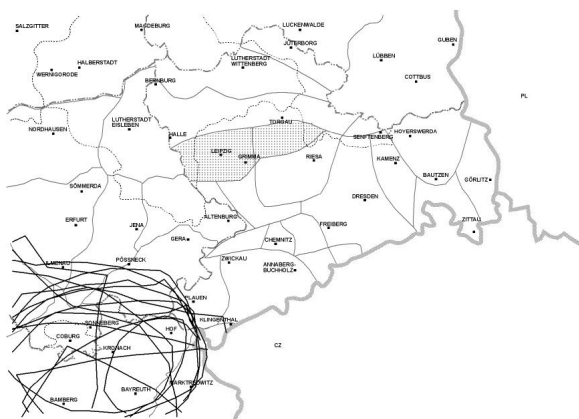 SALZGITTER
MAGDEBURG
LUCKENWALDE
JÜTERBORG
GUBEN
LÜBBEN
HALBERSTADT
WERNIGORODE
LUTHERSTADT
WITTENBERG
BERNBURG
COTTBUS
PL
LUTHERSTADT
EISLEBEN
TORGAU
NORDHAUSEN
HALLE
SENFTENBERG
HOYERSWERDA
LEIPZIG
GRIMMA
RIESA
KAMENZ
BAUTZEN
GÖRLITZ
SÖMMERDA
DRESDEN
ERFURT
JENA
ALTENBURG
FREIBERG
ZITTAU
GERA
CHEMNITZ
ILMENAU
PÖSSNECK
ZWICKAU
ANNABERG-
BUCHHOLZ
PLAUEN
SONNEBERG
HOF
KLINGENTHAL
COBURG
KRONACH
CZ
MARKTREDWITZ
BAYREUTH
BAMBERG